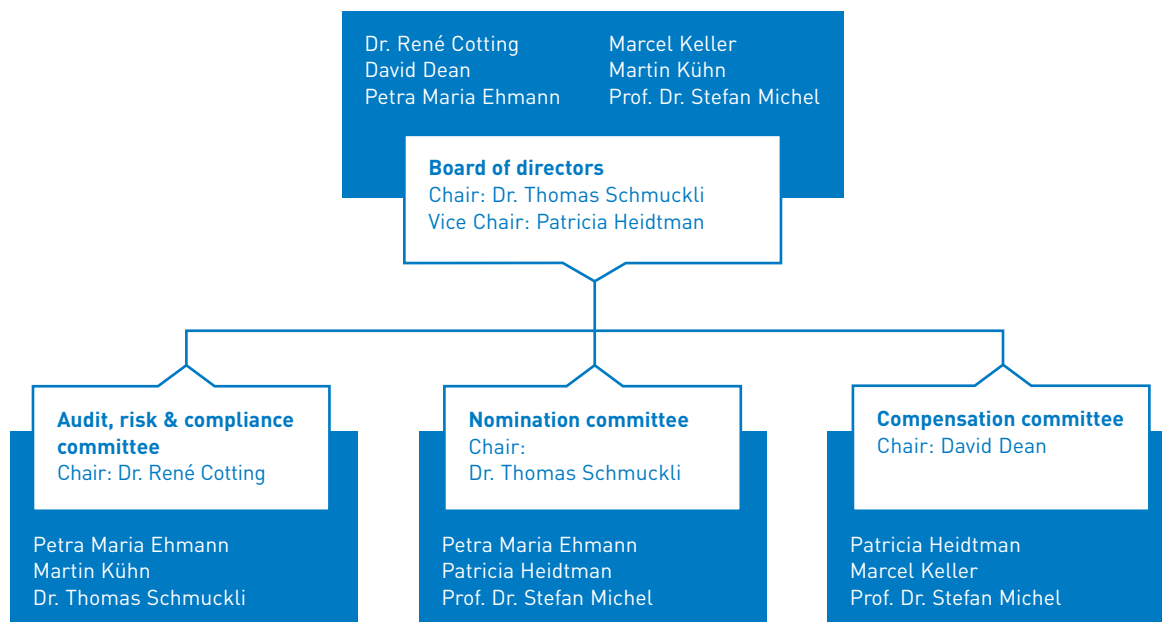 Dr. René Cotting
David Dean
Petra Maria Ehmann
Marcel Keller
Martin Kühn
Prof. Dr. Stefan Michel
Board of directors
Chair: Dr. Thomas Schmuckli
Vice Chair: Patricia Heidtman
Audit, risk & compliance
committee
Chair: Dr. René Cotting
Petra Maria Ehmann
Martin Kühn
Dr. Thomas Schmuckli
Nomination committee
Chair:
Dr. Thomas Schmuckli
Petra Maria Ehmann
Patricia Heidtman
Prof. Dr. Stefan Michel
Compensation committee
Chair: David Dean
Patricia Heidtman
Marcel Keller
Prof. Dr. Stefan Michel